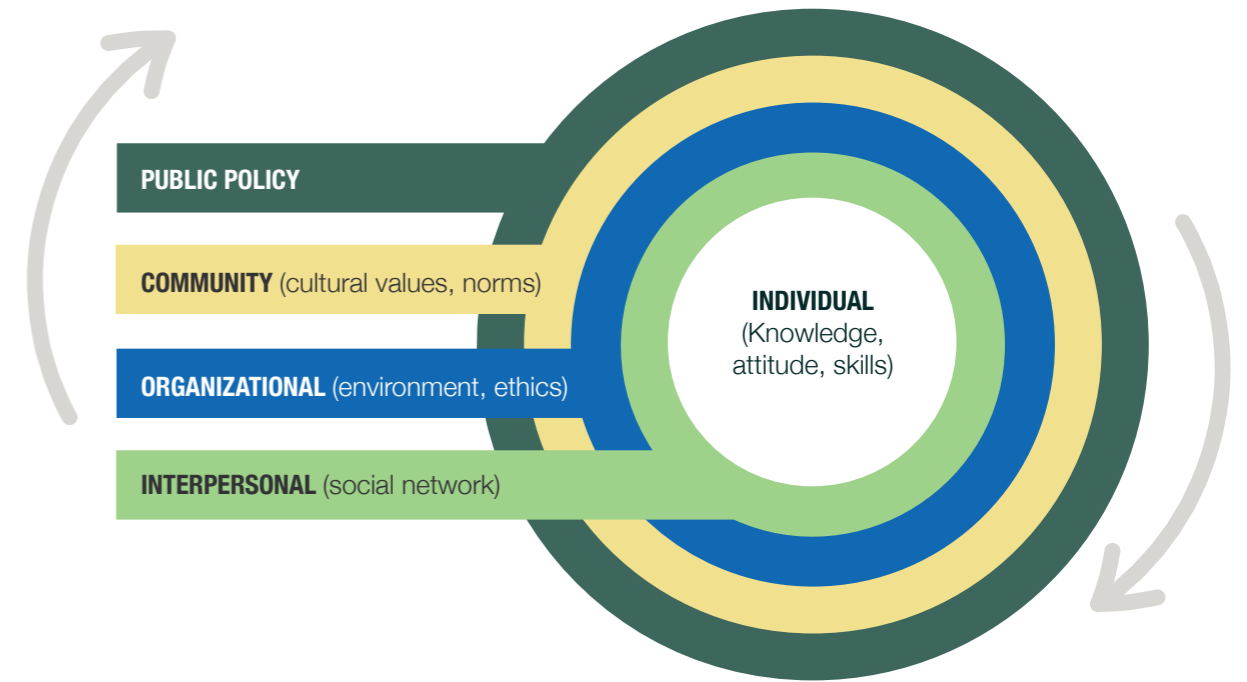 PUBLIC POLICY
COMMUNITY (cultural values, norms)
ORGANIZATIONAL (environment, ethics)
INTERPERSONAL (social network)
INDIVIDUAL
(Knowledge,
attitude, skills)